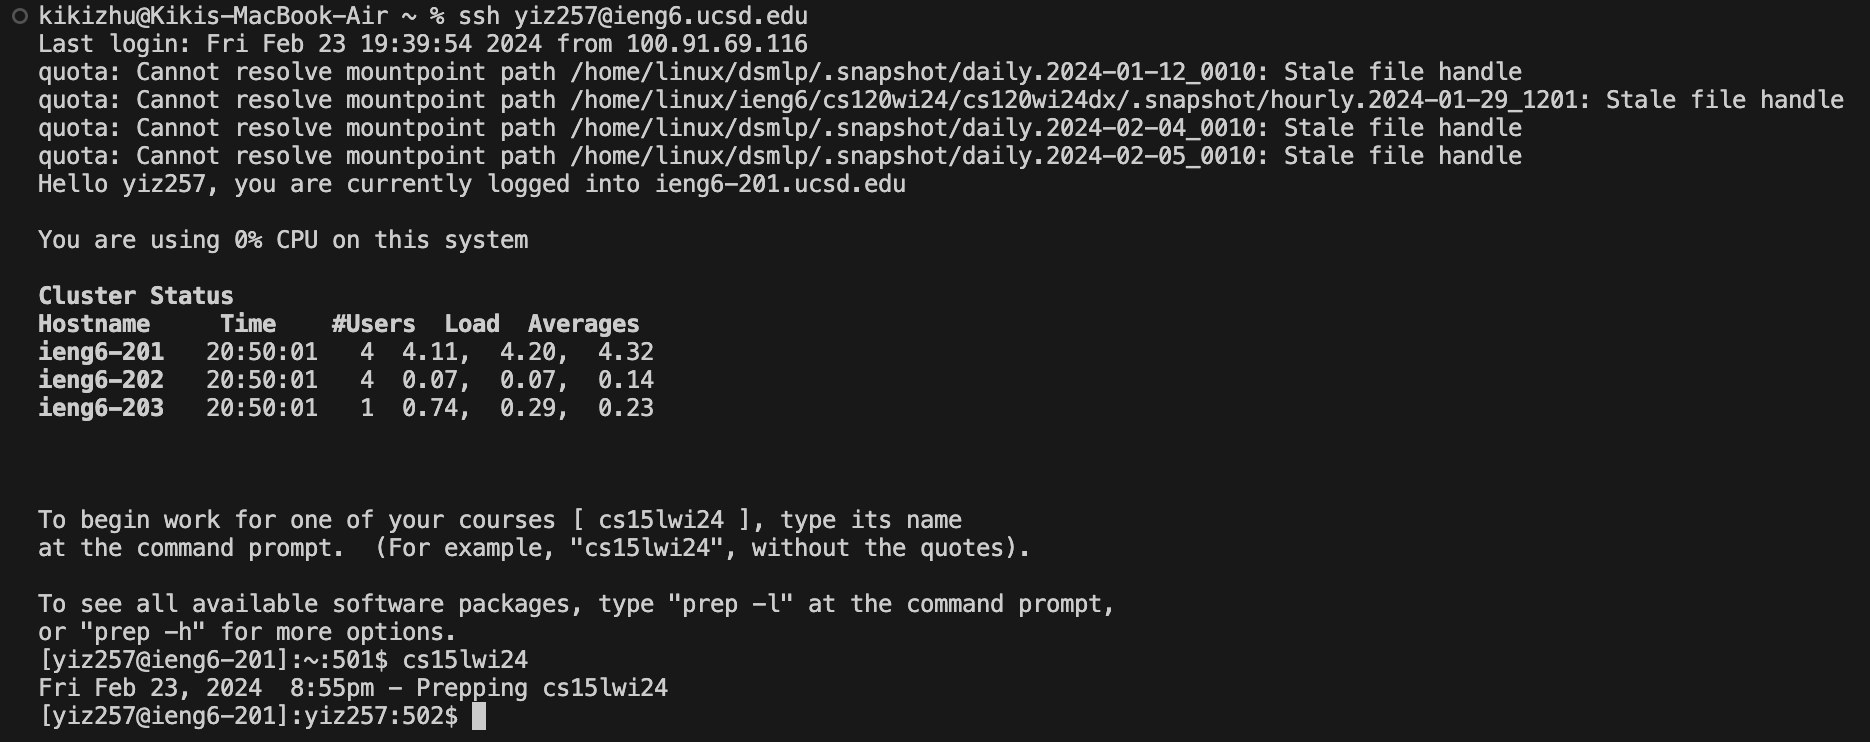 kikizhu@Kikis-MacBook-Air ~ % ssh yiz257@ieng6.ucsd.edu
Last login: Fri Feb 23 19:39:54 2024 from 100.91.69.116
quota: Cannot resolve mountpoint path /home/linux/dsmlp/.snapshot/daily.2024-01-12_0010: Stale file handle
quota: Cannot resolve mountpoint path /home/linux/ieng6/cs120wi24/cs120wi24dx/.snapshot/hourly.2024-01-29_1201: Stale file handle
quota: Cannot resolve mountpoint path /home/linux/dsmlp/.snapshot/daily.2024-02-04_0010: Stale file handle
quota: Cannot resolve mountpoint path /home/linux/dsmlp/.snapshot/daily.2024-02-05_0010: Stale file handle
Hello yiz257, you are currently logged into ieng6-201.ucsd.edu
You are using 0% CPU on this system
Cluster Status
Hostname     Time    #Users  Load  Averages
ieng6-201   20:50:01   4  4.11,  4.20,  4.32
ieng6-202   20:50:01   4  0.07,  0.07,  0.14
ieng6-203   20:50:01   1  0.74,  0.29,  0.23
To begin work for one of your courses [ cs15lwi24 ], type its name
at the command prompt.  (For example, "cs15lwi24", without the quotes).
To see all available software packages, type "prep -l" at the command prompt,
or "prep -h" for more options.
[yiz257@ieng6-201]:~:501$ cs15lwi24
Fri Feb 23, 2024  8:55pm - Prepping cs15lwi24
[yiz257@ieng6-201]:yiz257:502$